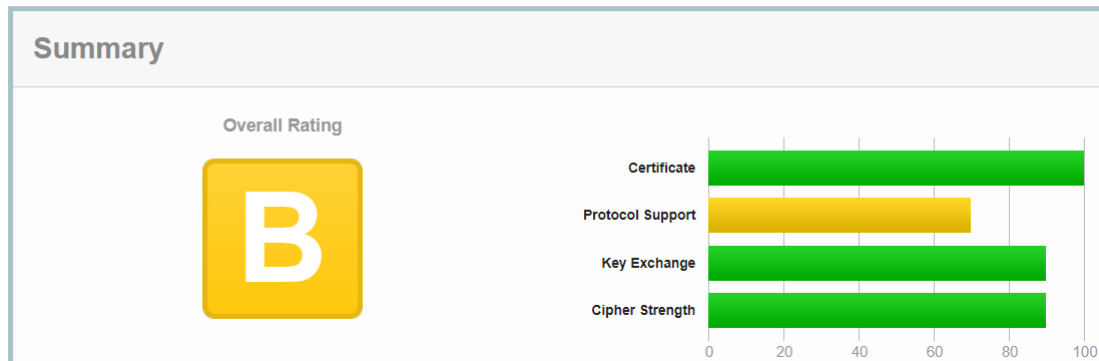 Summary
Overall Rating
B
Certificate
Protocol Support
Key Exchange
Cipher Strength
0 20 40 60 80 100